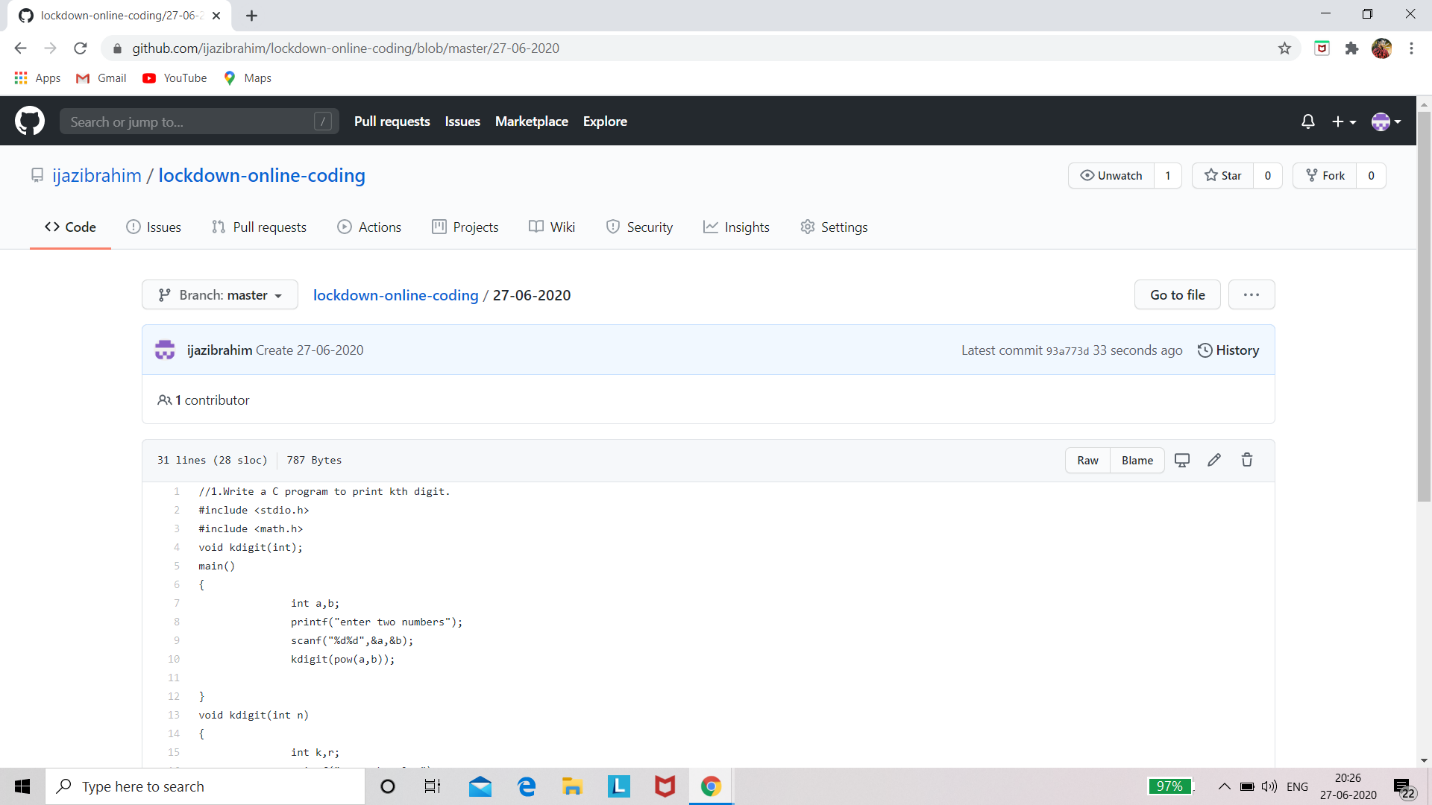 lockdown-online-coding/27-06-2
github.com/ijazibrahim/lockdown-online-coding/blob/master/27-06-2020
Apps Gmail YouTube Maps
Search or jump to... / Pull requests Issues Marketplace Explore
ijazibrahim / lockdown-online-coding Unwatch 1 Star 0 Fork 0
<> Code Issues Pull requests Actions Projects Wiki Security Insights Settings
Branch: master lockdown-online-coding / 27-06-2020 Go to file ...
ijazibrahim Create 27-06-2020 Latest commit 93a773d 33 seconds ago History
1 contributor
31 lines (28 sloc) 787 Bytes Raw Blame
1 //1.Write a C program to print kth digit.
2 #include <stdio.h>
3 #include <math.h>
4 void kdigit(int);
5 main()
6 {
7 int a,b;
8 printf("enter two numbers");
9 scanf("%d%d",&a,&b);
10 kdigit(pow(a,b));
11
12 }
13 void kdigit(int n)
14 {
15 int k,r;
Type here to search L 97% ENG 20:26
27-06-2020 22